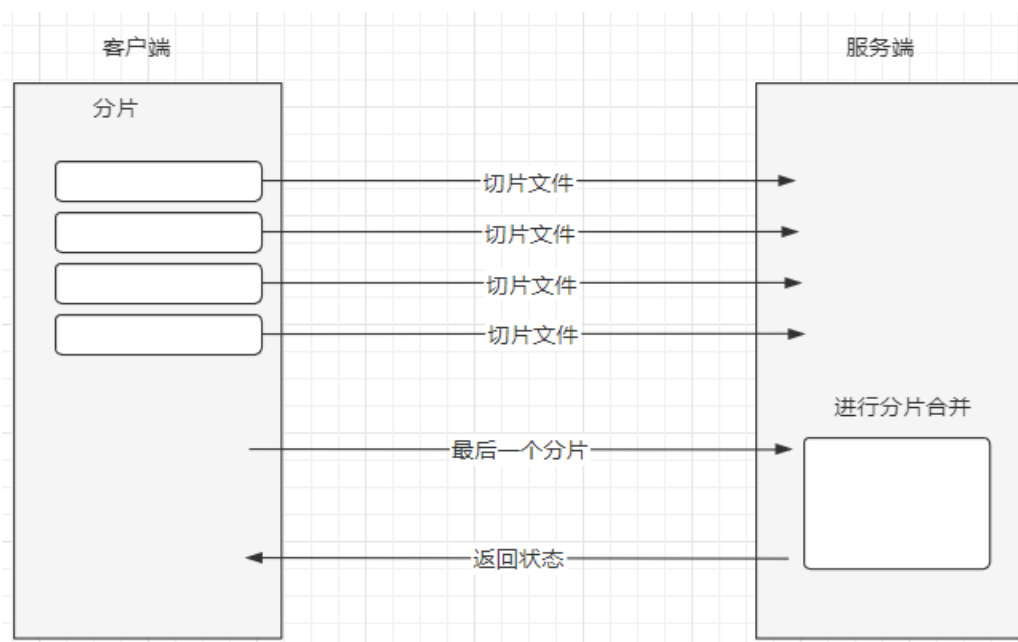 客户端
服务端
分片
切片文件
切片文件
切片文件
切片文件
进行分片合并
最后一个分片
返回状态